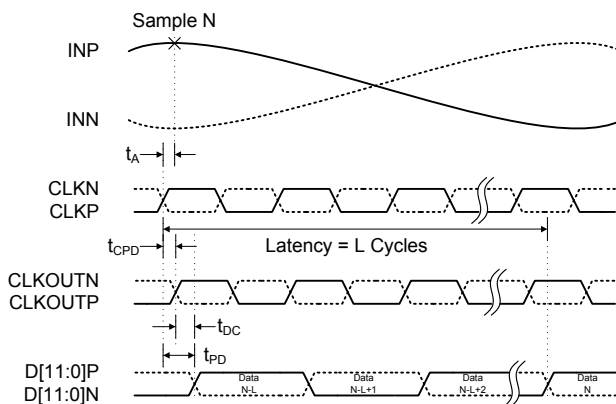 Sample N
INP
INN
tA
CLKN
CLKP
tCPD
Latency = L Cycles
CLKOUTN
CLKOUTP
tDC
tPD
D[11:0]P
D[11:0]N
Data
N-L
Data
N-L+1
Data
N-L+2
Data
N